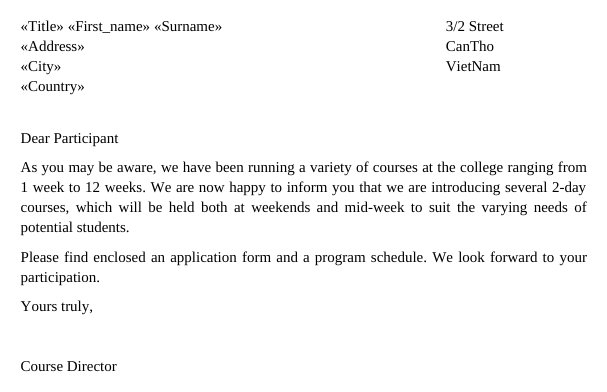 «Title» «First_name» «Surname» 3/2 Street
«Address» CanTho
«City» VietNam
«Country»
Dear Participant
As you may be aware, we have been running a variety of courses at the college ranging from
1 week to 12 weeks. We are now happy to inform you that we are introducing several 2-day
courses, which will be held both at weekends and mid-week to suit the varying needs of
potential students.
Please find enclosed an application form and a program schedule. We look forward to your
participation.
Yours truly,
Course Director